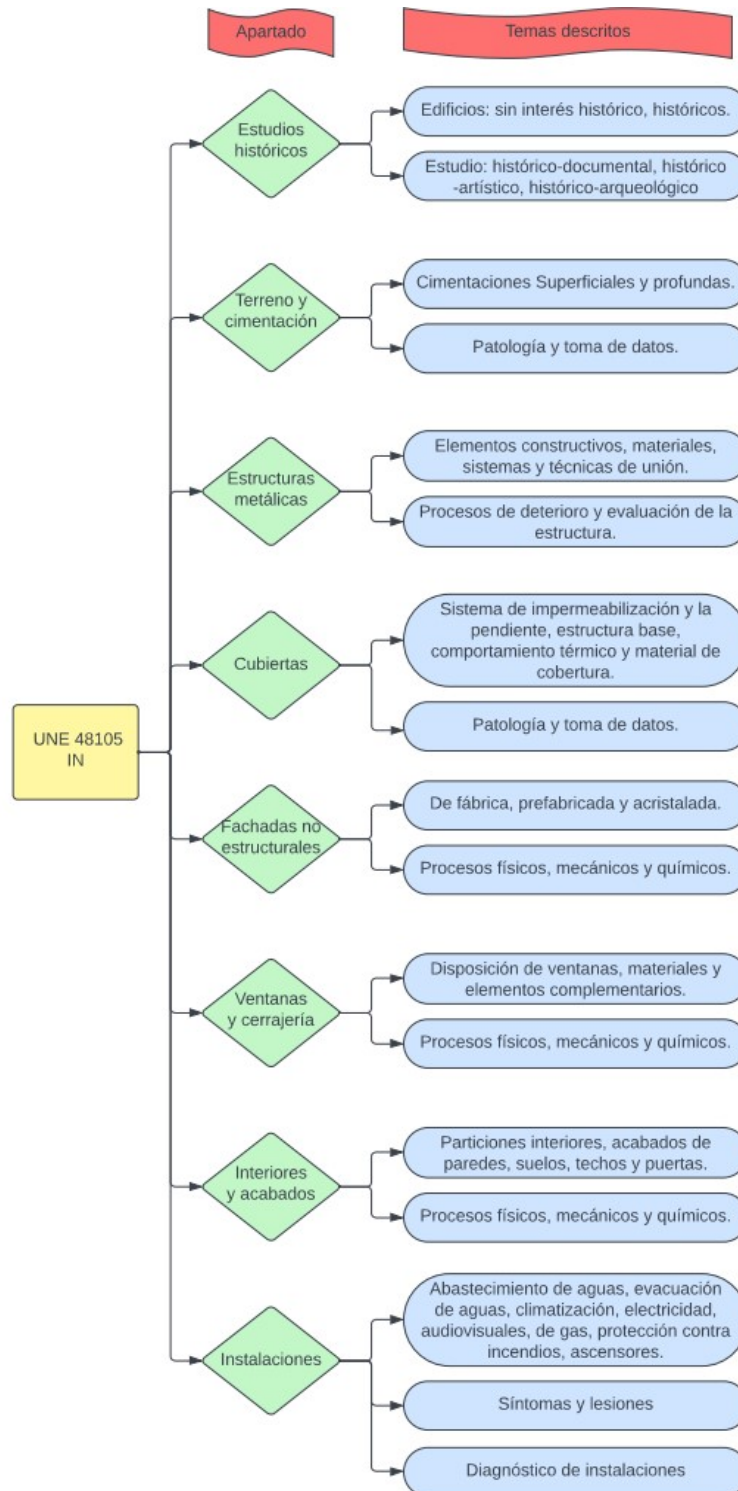 Apartado
Temas descritos
Estudios
históricos
Edificios: sin interés histórico, históricos.
Estudio: histórico-documental, histórico
-artístico, histórico-arqueológico
Terreno y
cimentación
Cimentaciones Superficiales y profundas.
Patología y toma de datos.
Estructuras
metálicas
Elementos constructivos, materiales,
sistemas y técnicas de unión.
Procesos de deterioro y evaluación de la
estructura.
Cubiertas
Sistema de impermeabilización y la
pendiente, estructura base,
comportamiento térmico y material de
cobertura.
Patología y toma de datos.
UNE 48105
IN
Fachadas no
estructurales
De fábrica, prefabricada y acristalada.
Procesos físicos, mecánicos y químicos.
Ventanas
y cerrajería
Disposición de ventanas, materiales y
elementos complementarios.
Procesos físicos, mecánicos y químicos.
Interiores
y acabados
Particiones interiores, acabados de
paredes, suelos, techos y puertas.
Procesos físicos, mecánicos y químicos.
Instalaciones
Abastecimiento de aguas, evacuación
de aguas, climatización, electricidad,
audiovisuales, de gas, protección contra
incendios, ascensores.
Síntomas y lesiones
Diagnóstico de instalaciones